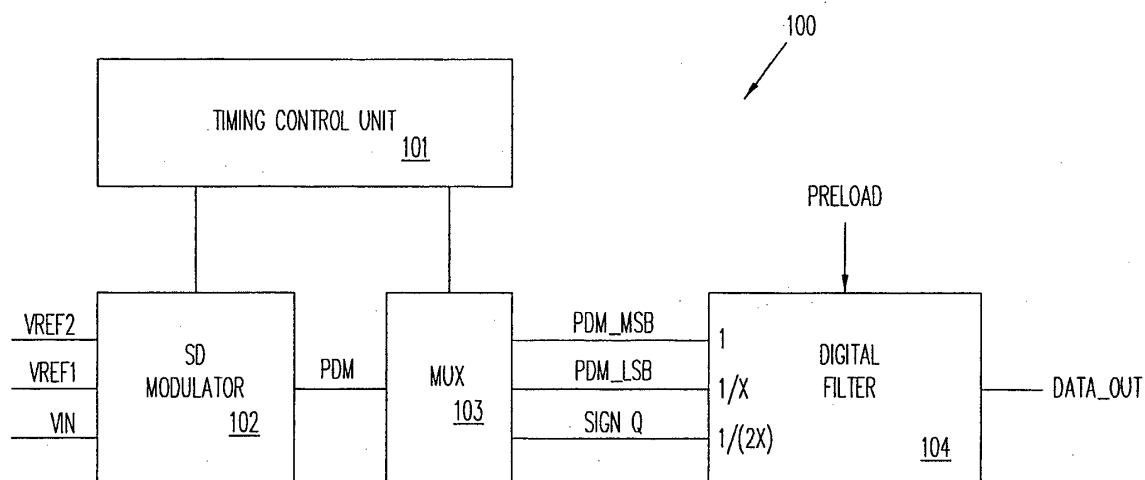 100
TIMING CONTROL UNIT
101
PRELOAD
VREF2
VREF1
VIN
SD
MODULATOR
102
PDM
MUX
103
PDM_MSB
PDM_LSB
SIGN Q
1
1/X
1/(2X)
DIGITAL
FILTER
104
DATA_OUT